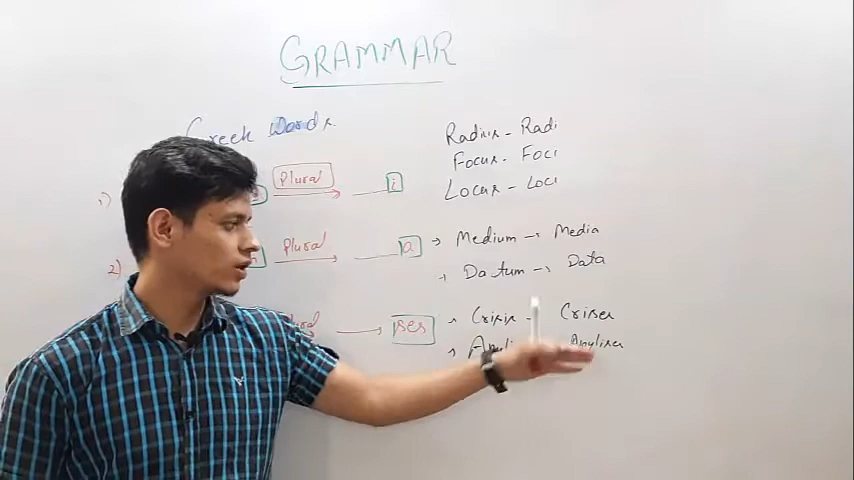 GRAMMAR
Greek Words
Radius - Radi
Focus - Foci
1) Plural i
Locus - Loci
2) Plural a → Medium → Media
→ Datum → Data
→ ses → Crisis - Crises
→ Anylises